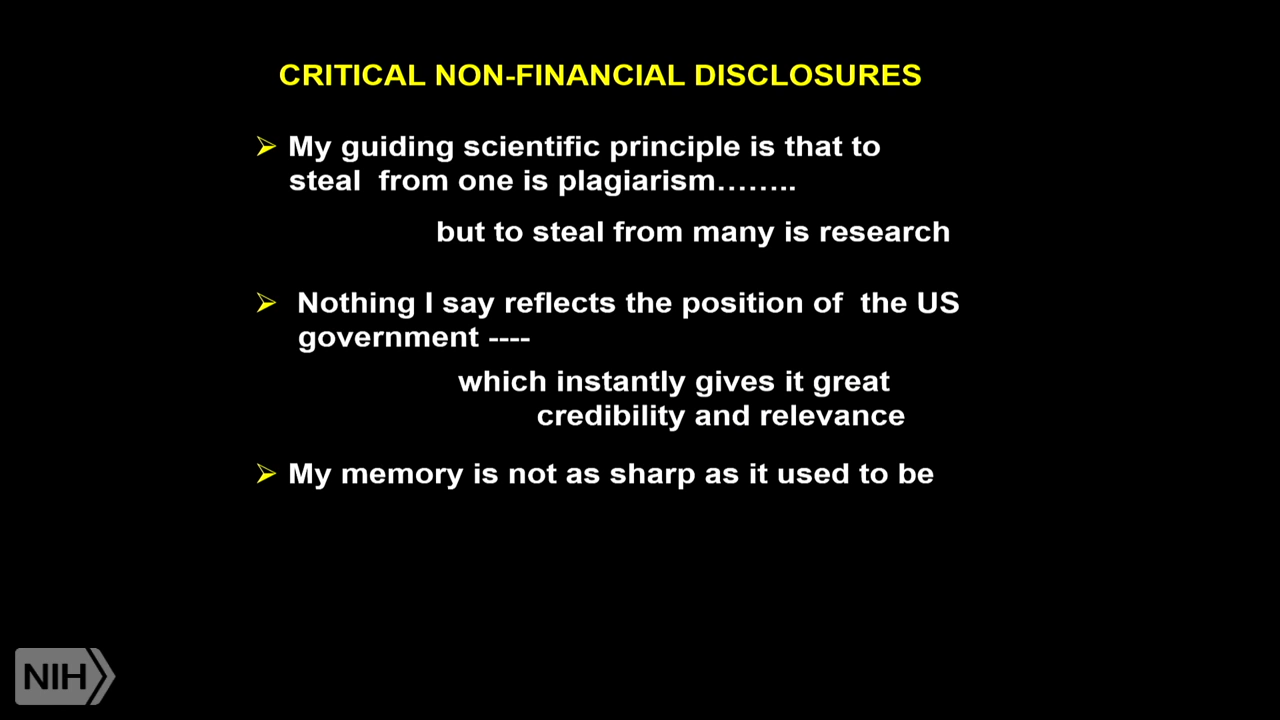 CRITICAL NON-FINANCIAL DISCLOSURES
➢ My guiding scientific principle is that to
steal  from one is plagiarism……..
but to steal from many is research
➢ Nothing I say reflects the position of  the US
government ----
which instantly gives it great
credibility and relevance
➢ My memory is not as sharp as it used to be
NIH